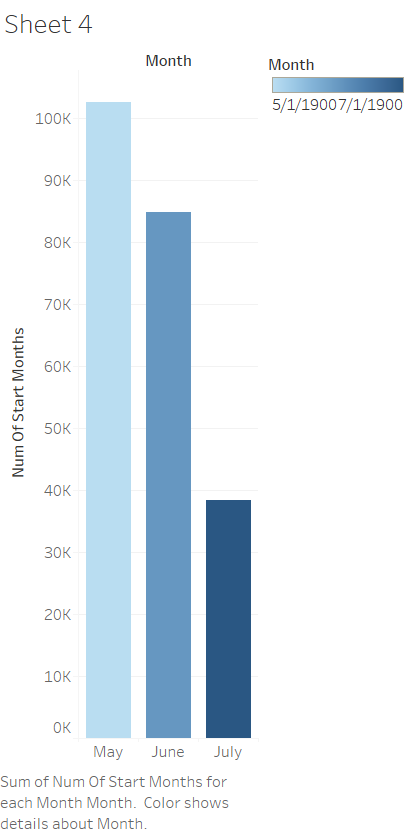 Sheet 4
Month
Month
5/1/1900 7/1/1900
Num Of Start Months
100K
90K
80K
70K
60K
50K
40K
30K
20K
10K
0K
May June July
Sum of Num Of Start Months for
each Month Month.  Color shows
details about Month.